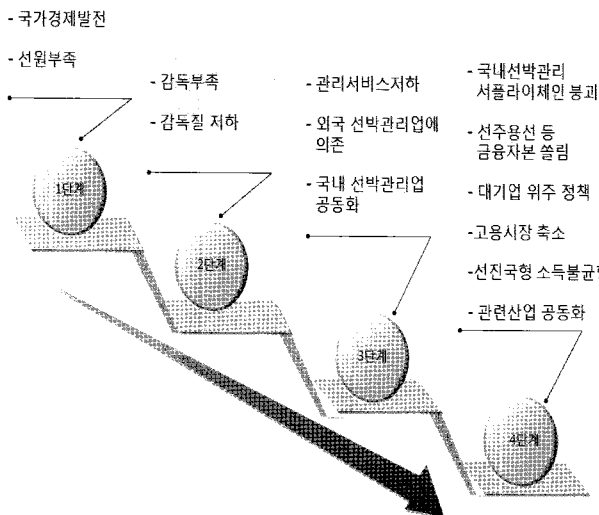 - 국가경제발전
- 선원부족
1단계
- 감독부족
- 감독질 저하
2단계
- 관리서비스저하
- 외국 선박관리업에
의존
- 국내 선박관리업
공동화
3단계
- 국내선박관리
서플라이체인 붕괴
- 선주용선 등
금융자본 쏠림
- 대기업 위주 정책
-고용시장 축소
-선진국형 소득불균
- 관련산업 공동화
4단계